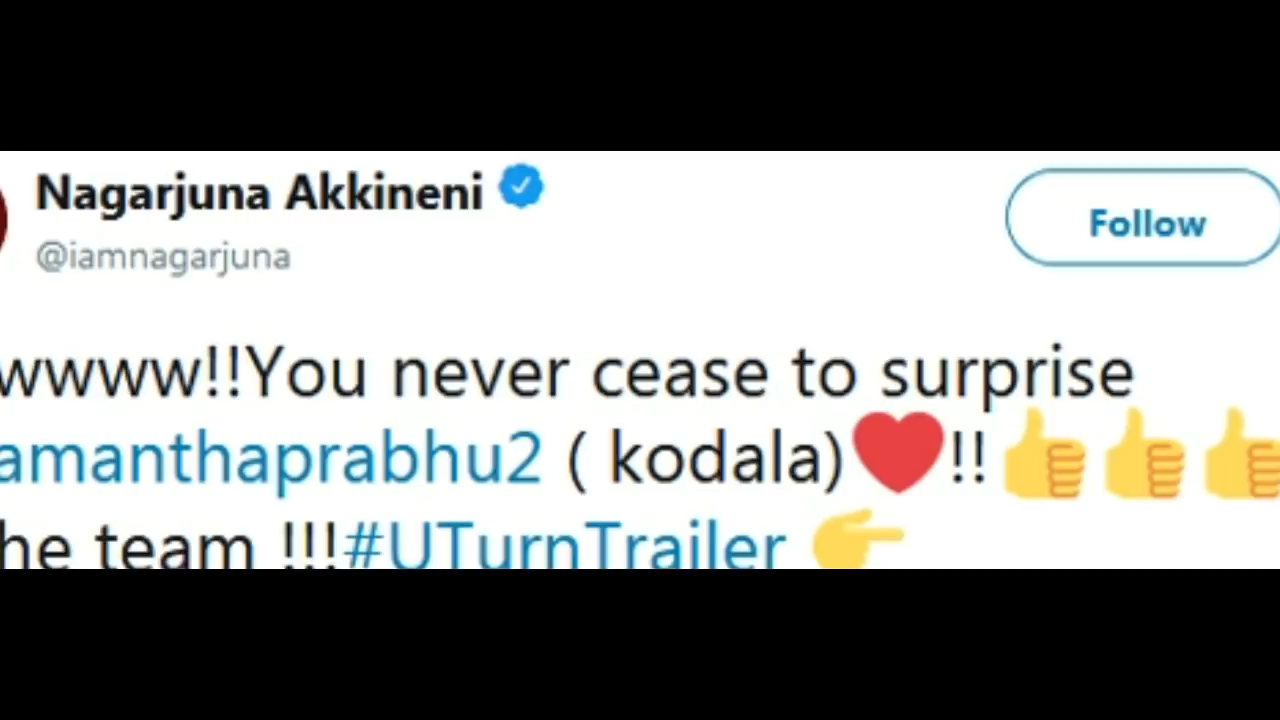 Nagarjuna Akkineni
@iamnagarjuna
Follow
wwww!!You never cease to surprise
amanthaprabhu2 ( kodala)❤!!👍👍👍
he team !!!#UTurnTrailer 👉